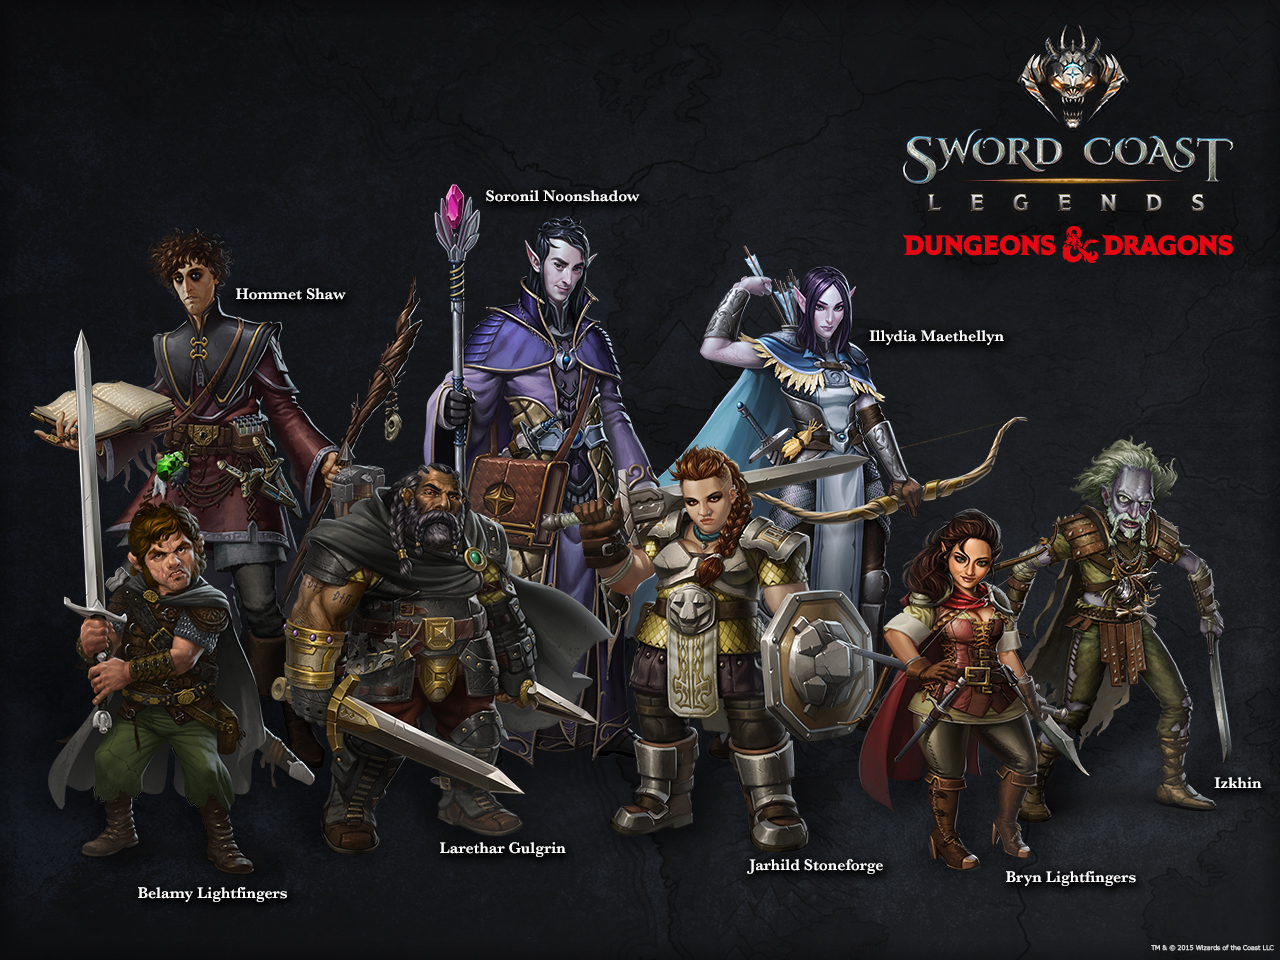 SWORD COAST
LEGENDS
DUNGEONS & DRAGONS
Soronil Noonshadow
Hommet Shaw
Illydia Maethellyn
Izkhin
Larethar Gulgrin
Jarhild Stoneforge
Bryn Lightfingers
Belamy Lightfingers
TM & © 2015 Wizards of the Coast LLC